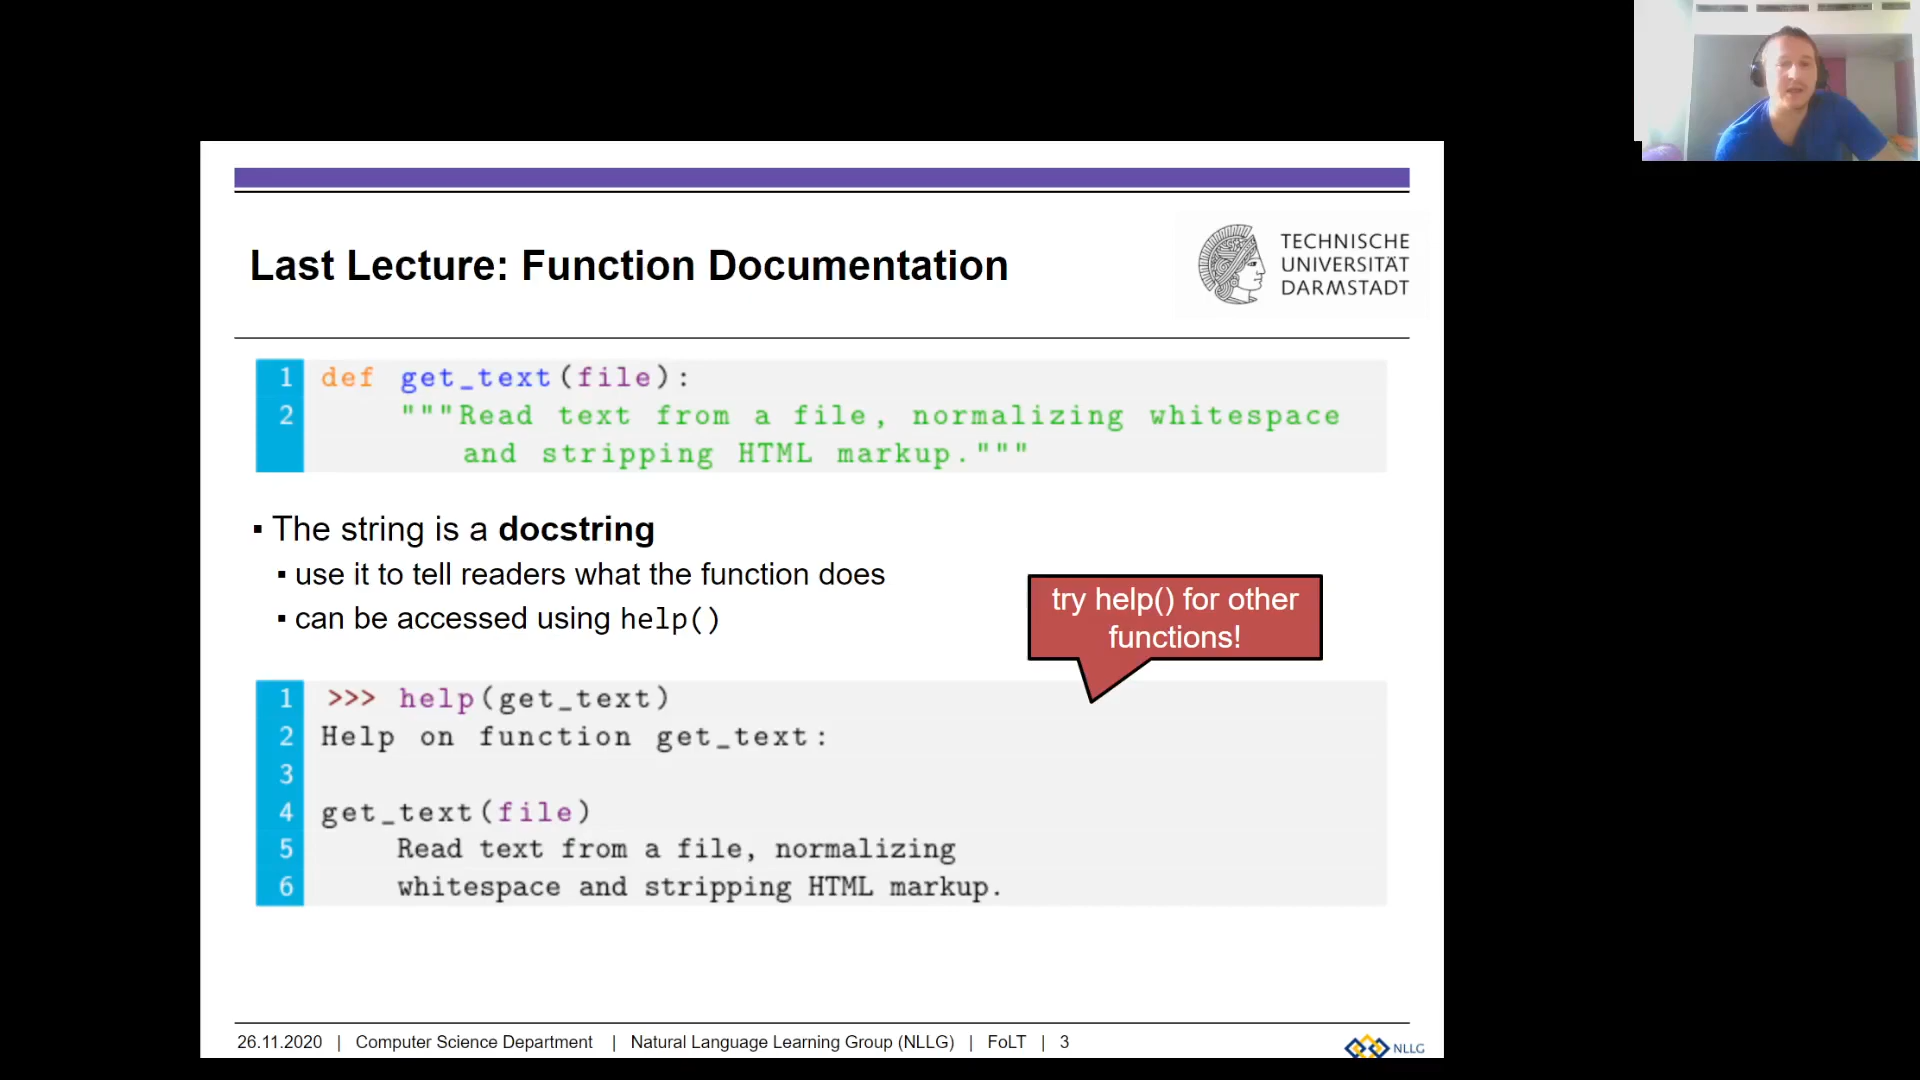 Last Lecture: Function Documentation
TECHNISCHE
UNIVERSITÄT
DARMSTADT
1 def get_text(file):
2 """Read text from a file, normalizing whitespace
and stripping HTML markup."""
▪ The string is a docstring
▪ use it to tell readers what the function does
▪ can be accessed using help()
try help() for other
functions!
1 >>> help(get_text)
2 Help on function get_text:
3
4 get_text(file)
5 Read text from a file, normalizing
6 whitespace and stripping HTML markup.
26.11.2020 | Computer Science Department | Natural Language Learning Group (NLLG) | FoLT | 3
NLLG